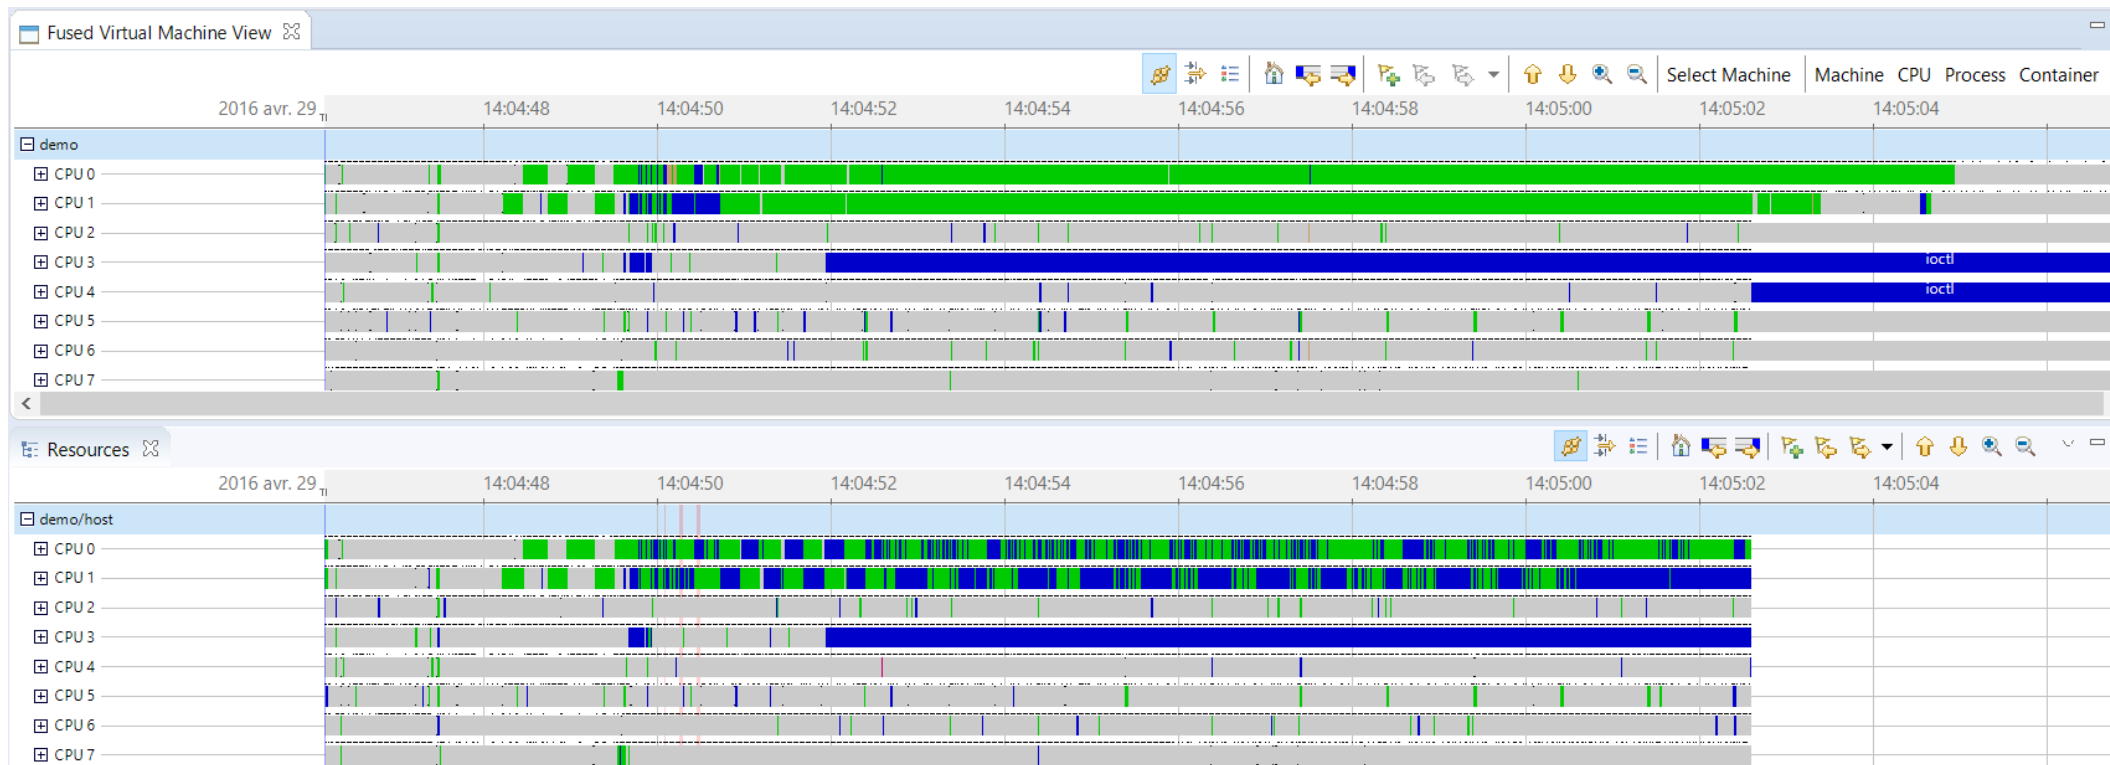 Fused Virtual Machine View
Select Machine Machine CPU Process Container
2016 avr. 29 14:04:48 14:04:50 14:04:52 14:04:54 14:04:56 14:04:58 14:05:00 14:05:02 14:05:04
demo
CPU 0
CPU 1
CPU 2
CPU 3 ioctl
CPU 4 ioctl
CPU 5
CPU 6
CPU 7
Resources
2016 avr. 29 14:04:48 14:04:50 14:04:52 14:04:54 14:04:56 14:04:58 14:05:00 14:05:02 14:05:04
demo/host
CPU 0
CPU 1
CPU 2
CPU 3
CPU 4
CPU 5
CPU 6
CPU 7